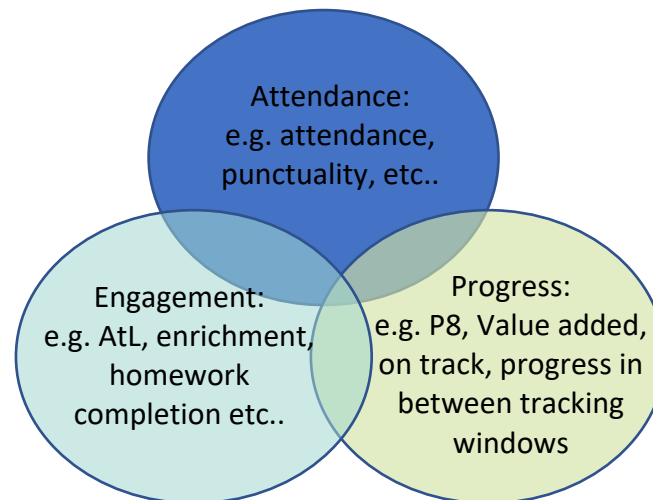 Attendance:
e.g. attendance,
punctuality, etc..
Engagement:
e.g. AtL, enrichment,
homework
completion etc..
Progress:
e.g. P8, Value added,
on track, progress in
between tracking
windows